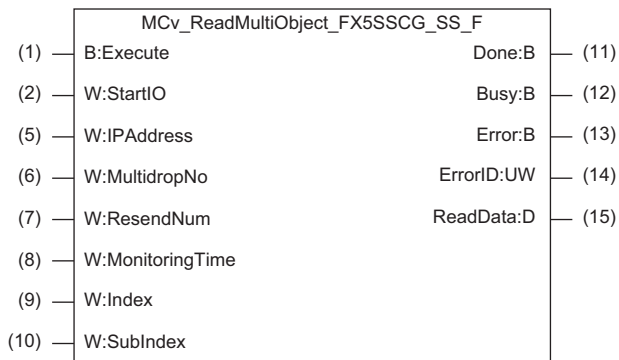 MCv_ReadMultiObject_FX5SSCG_SS_F
(1) B:Execute Done:B (11)
(2) W:StartIO Busy:B (12)
(5) W:IPAddress Error:B (13)
(6) W:MultidropNo ErrorID:UW (14)
(7) W:ResendNum ReadData:D (15)
(8) W:MonitoringTime
(9) W:Index
(10) W:SubIndex